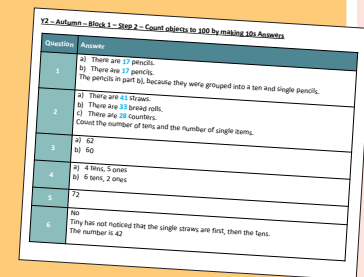 Y2 – Autumn – Block 1 – Step 2 – Count objects to 100 by making 10s Answers
Question Answer
1
a) There are 17 pencils.
b) There are 17 pencils.
The pencils in part b), because they were grouped into a ten and single pencils.
2
a) There are 41 straws.
b) There are 33 bread rolls.
c) There are 28 counters.
Count the number of tens and the number of single items.
3
a) 62
b) 60
4
a) 4 tens, 5 ones
b) 6 tens, 2 ones
5
72
6
No
Tiny has not noticed that the single straws are first, then the tens.
The number is 42